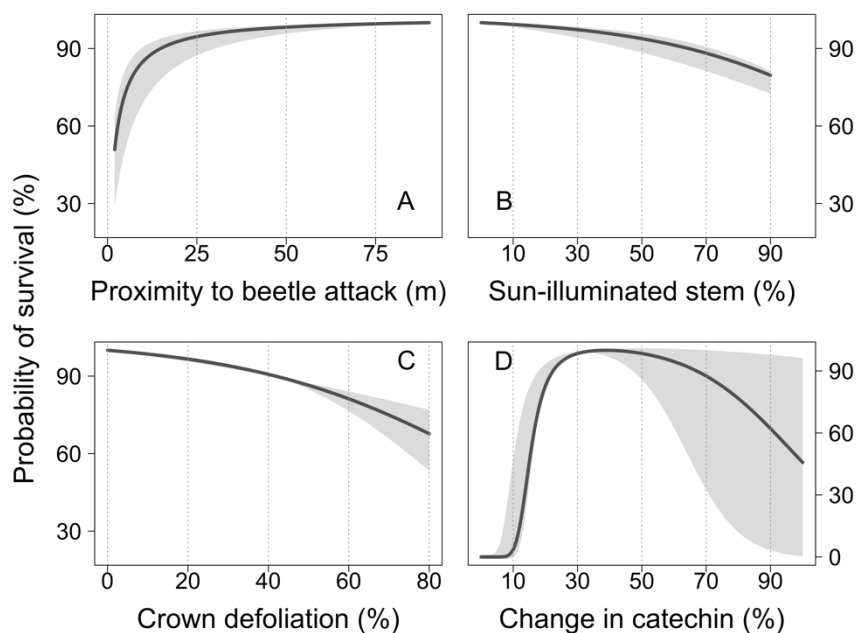 90
60
30
A
0 25 50 75
Proximity to beetle attack (m)
B
90
60
30
10 30 50 70 90
Sun-illuminated stem (%)
Probability of survival (%)
C
90
60
30
0 20 40 60 80
Crown defoliation (%)
D
90
60
30
0
10 30 50 70 90
Change in catechin (%)